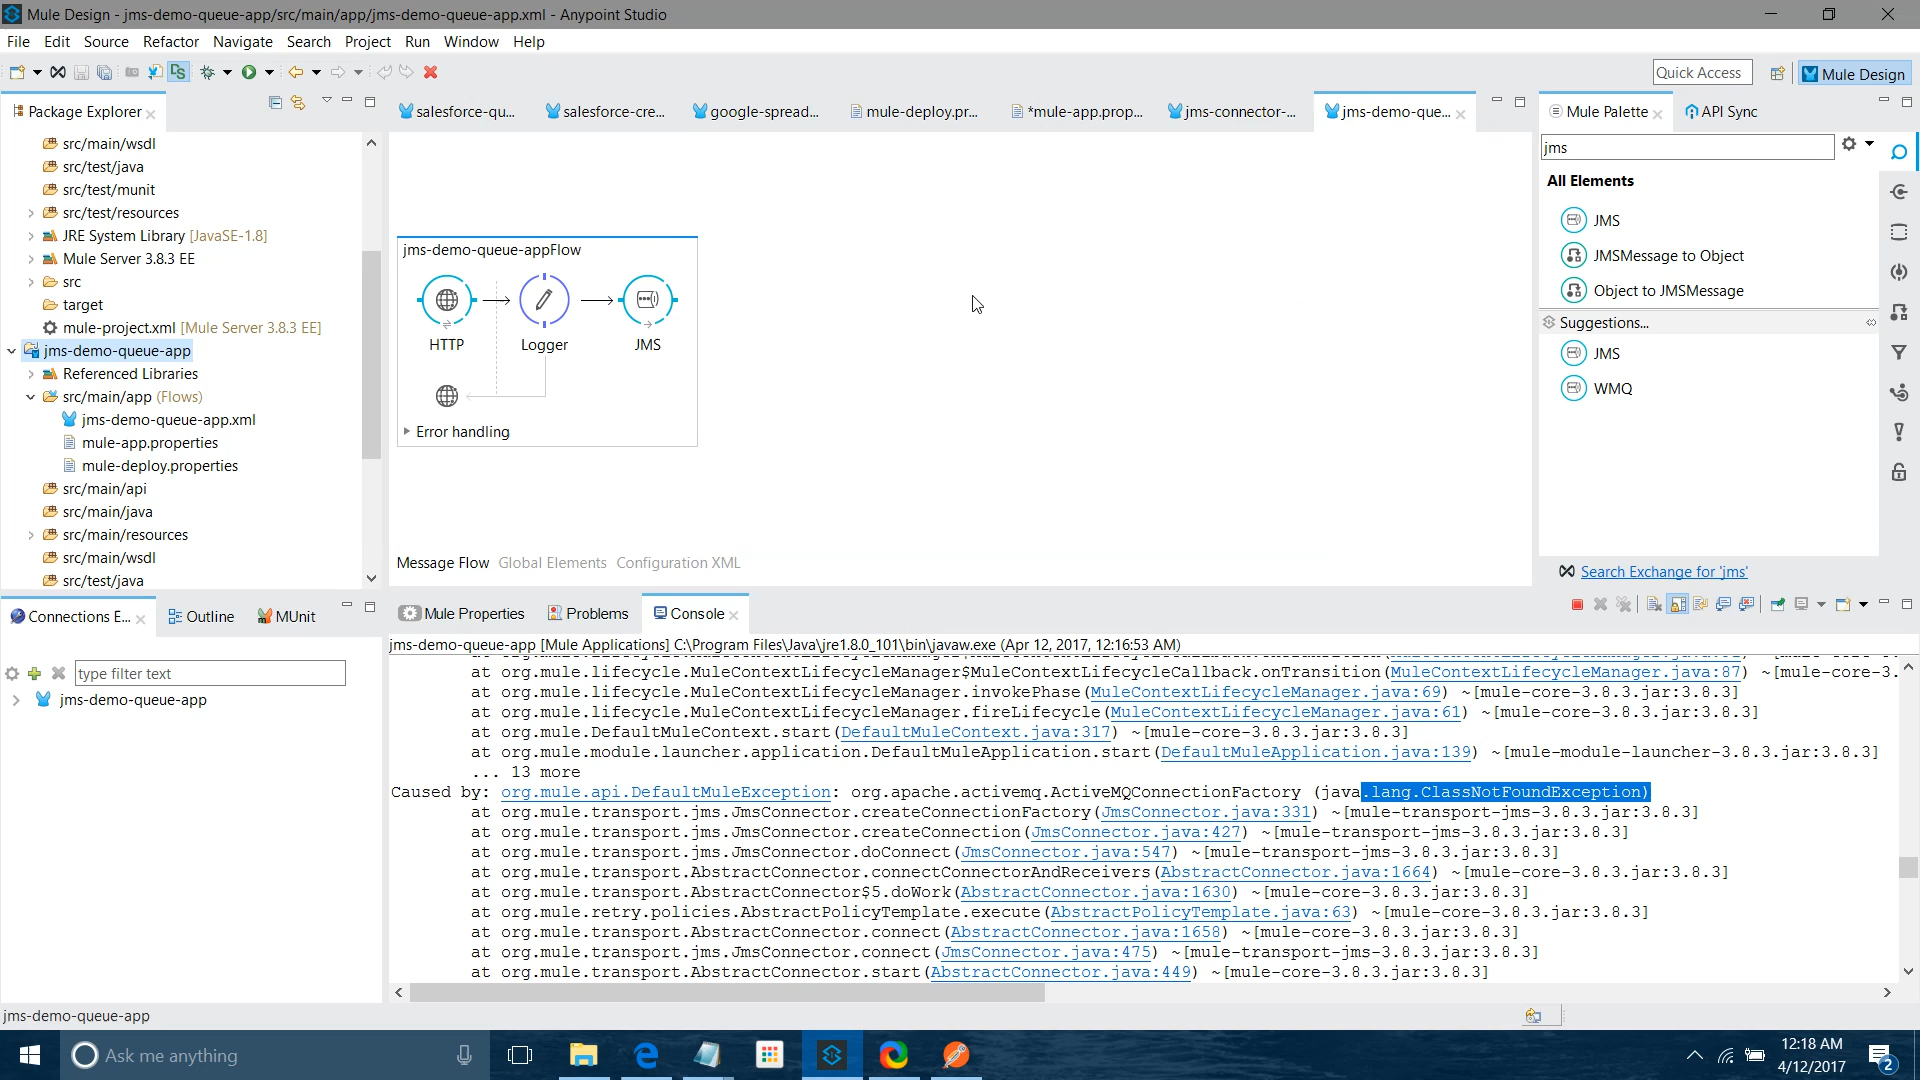 Mule Design - jms-demo-queue-app/src/main/app/jms-demo-queue-app.xml - Anypoint Studio
File Edit Source Refactor Navigate Search Project Run Window Help
Quick Access
Mule Design
Package Explorer
salesforce-qu...
salesforce-cre...
google-spread...
mule-deploy.pr...
*mule-app.prop...
jms-connector-...
jms-demo-que...
Mule Palette
API Sync
src/main/wsdl
src/test/java
src/test/munit
src/test/resources
JRE System Library [JavaSE-1.8]
Mule Server 3.8.3 EE
src
target
mule-project.xml [Mule Server 3.8.3 EE]
jms-demo-queue-app
Referenced Libraries
src/main/app (Flows)
jms-demo-queue-app.xml
mule-app.properties
mule-deploy.properties
src/main/api
src/main/java
src/main/resources
src/main/wsdl
src/test/java
jms-demo-queue-appFlow
HTTP
Logger
JMS
Error handling
Message Flow Global Elements Configuration XML
jms
All Elements
JMS
JMSMessage to Object
Object to JMSMessage
Suggestions...
JMS
WMQ
Search Exchange for 'jms'
Connections E...
Outline
MUnit
type filter text
jms-demo-queue-app
Mule Properties
Problems
Console
jms-demo-queue-app [Mule Applications] C:\Program Files\Java\jre1.8.0_101\bin\javaw.exe (Apr 12, 2017, 12:16:53 AM)
at org.mule.lifecycle.MuleContextLifecycleManager$MuleContextLifecycleCallback.onTransition(MuleContextLifecycleManager.java:87) ~[mule-co
at org.mule.lifecycle.MuleContextLifecycleManager.invokePhase(MuleContextLifecycleManager.java:69) ~[mule-core-3.8.3.jar:3.8.3]
at org.mule.lifecycle.MuleContextLifecycleManager.fireLifecycle(MuleContextLifecycleManager.java:61) ~[mule-core-3.8.3.jar:3.8.3]
at org.mule.DefaultMuleContext.start(DefaultMuleContext.java:317) ~[mule-core-3.8.3.jar:3.8.3]
at org.mule.module.launcher.application.DefaultMuleApplication.start(DefaultMuleApplication.java:139) ~[mule-module-launcher-3.8.3.jar:3.8.3]
... 13 more
Caused by: org.mule.api.DefaultMuleException: org.apache.activemq.ActiveMQConnectionFactory (java.lang.ClassNotFoundException)
at org.mule.transport.jms.JmsConnector.createConnectionFactory(JmsConnector.java:331) ~[mule-transport-jms-3.8.3.jar:3.8.3]
at org.mule.transport.jms.JmsConnector.createConnection(JmsConnector.java:427) ~[mule-transport-jms-3.8.3.jar:3.8.3]
at org.mule.transport.jms.JmsConnector.doConnect(JmsConnector.java:547) ~[mule-transport-jms-3.8.3.jar:3.8.3]
at org.mule.transport.AbstractConnector.connectConnectorAndReceivers(AbstractConnector.java:1664) ~[mule-core-3.8.3.jar:3.8.3]
at org.mule.transport.AbstractConnector$5.doWork(AbstractConnector.java:1630) ~[mule-core-3.8.3.jar:3.8.3]
at org.mule.retry.policies.AbstractPolicyTemplate.execute(AbstractPolicyTemplate.java:63) ~[mule-core-3.8.3.jar:3.8.3]
at org.mule.transport.AbstractConnector.connect(AbstractConnector.java:1658) ~[mule-core-3.8.3.jar:3.8.3]
at org.mule.transport.jms.JmsConnector.connect(JmsConnector.java:475) ~[mule-transport-jms-3.8.3.jar:3.8.3]
at org.mule.transport.AbstractConnector.start(AbstractConnector.java:449) ~[mule-core-3.8.3.jar:3.8.3]
jms-demo-queue-app
Ask me anything
12:18 AM
4/12/2017
2